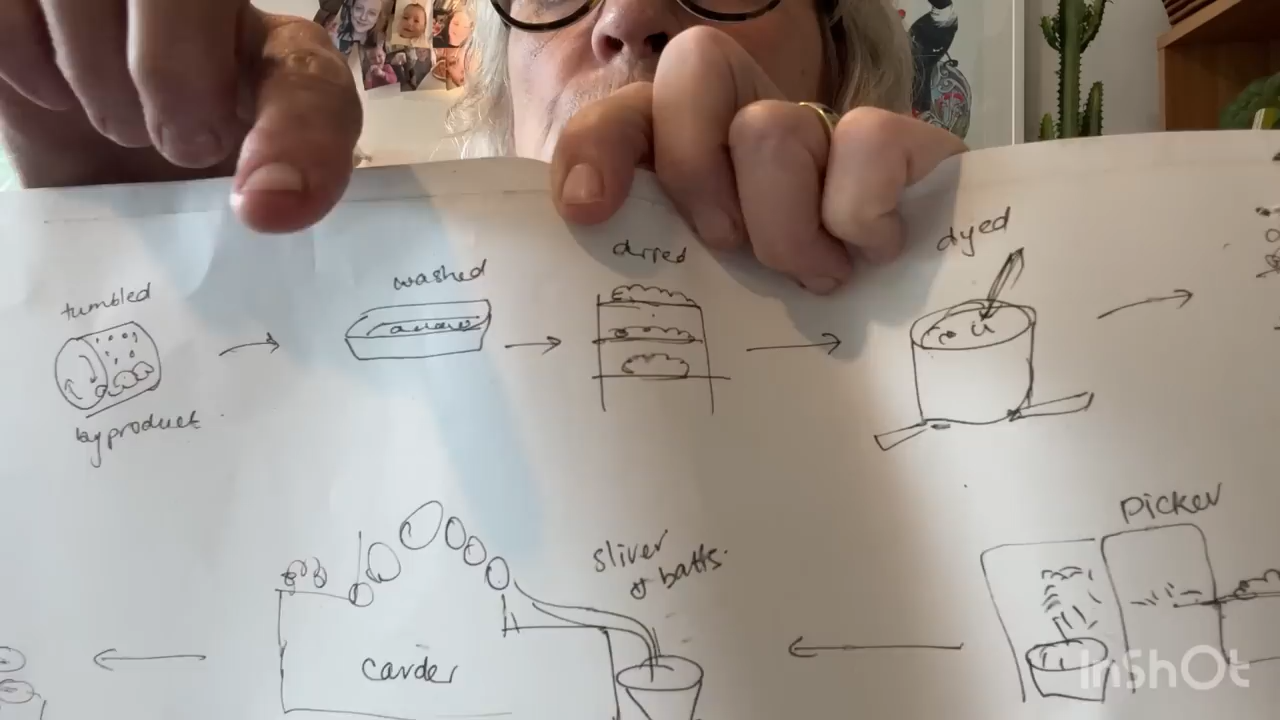 tumbled
washed
dried
dyed
byproduct
Picker
sliver
& batts.
carder
InShOt